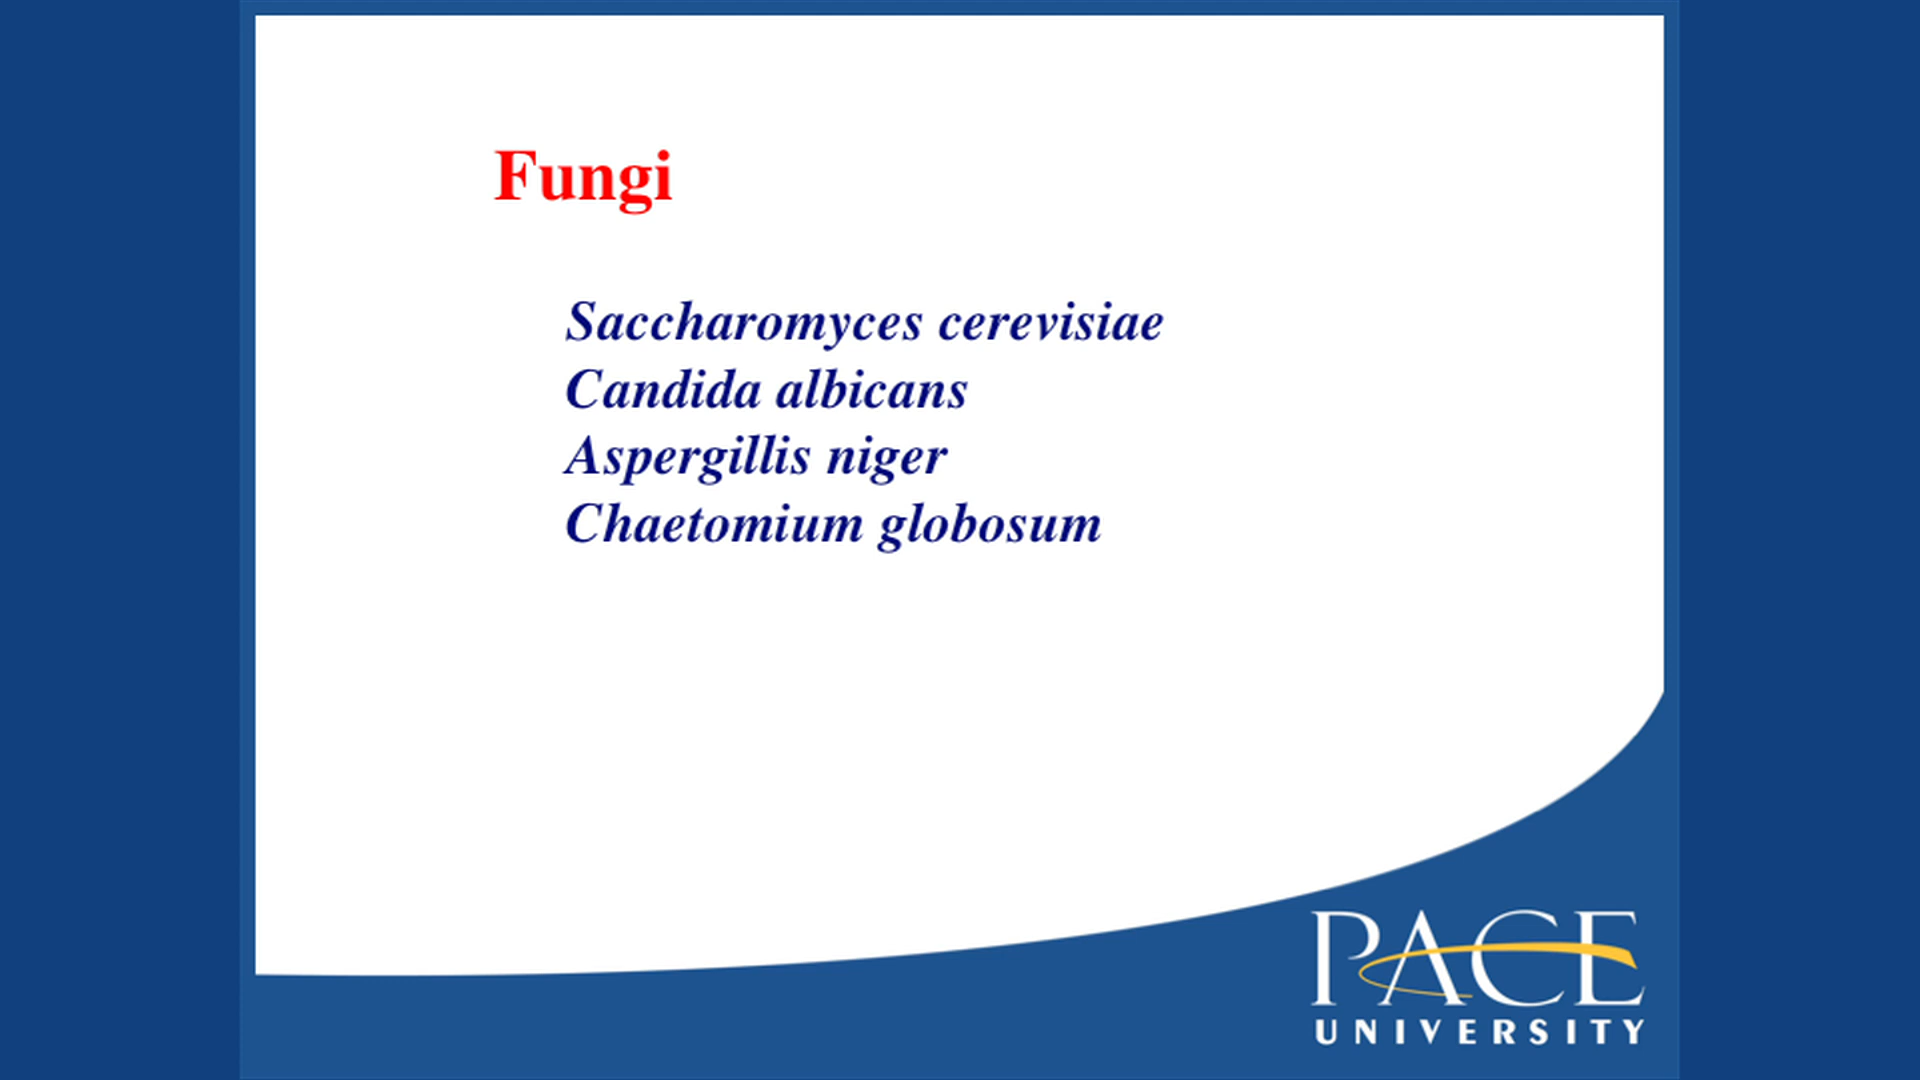 Fungi
Saccharomyces cerevisiae
Candida albicans
Aspergillis niger
Chaetomium globosum
PACE
UNIVERSITY